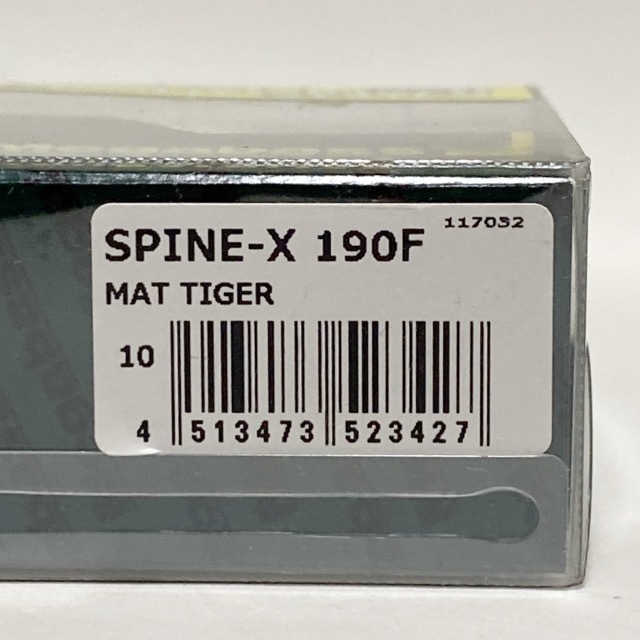 117032
SPINE-X 190F
MAT TIGER
10
4 513473 523427